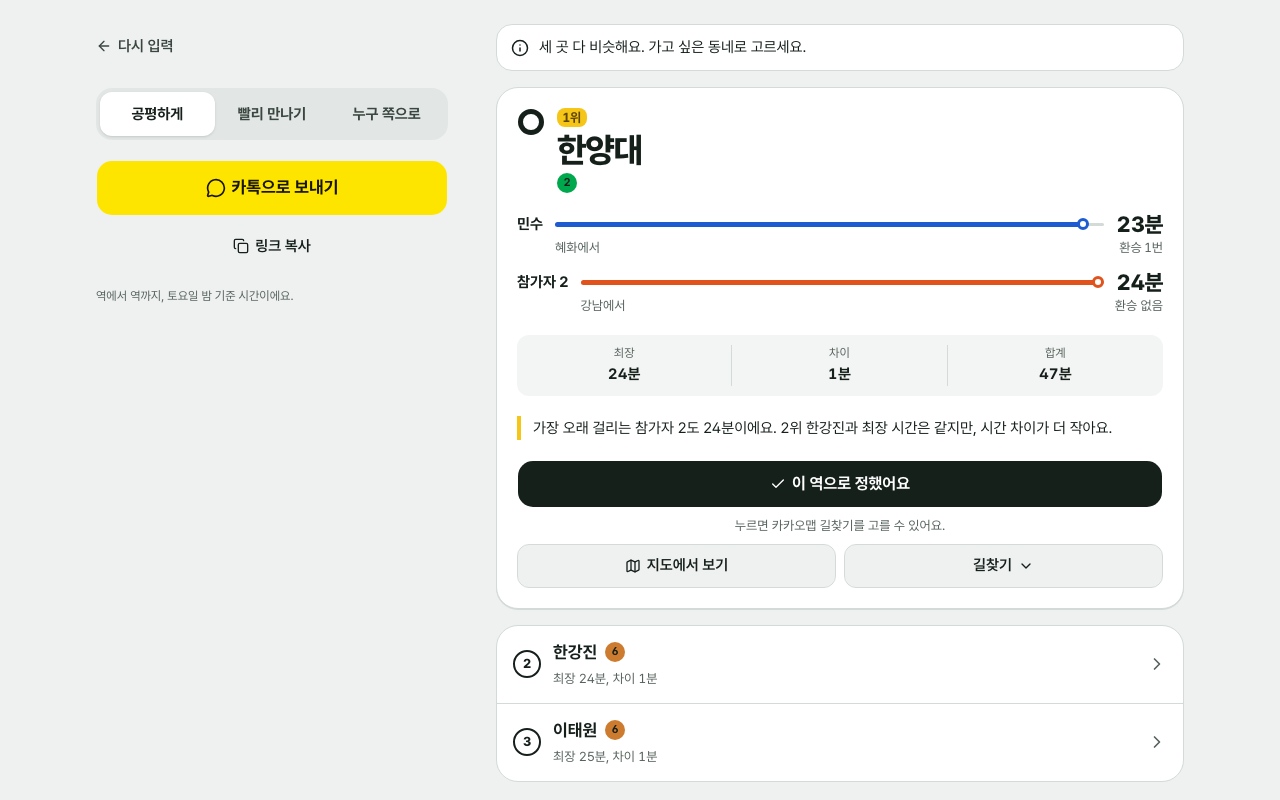 다시 입력
공평하게 빨리 만나기 누구 쪽으로
카톡으로 보내기
링크 복사
역에서 역까지, 토요일 밤 기준 시간이에요.
세 곳 다 비슷해요. 가고 싶은 동네로 고르세요.
1위
한양대
2
민수 23분
혜화에서 환승 1번
참가자 2 24분
강남에서 환승 없음
최장 차이 합계
24분 1분 47분
가장 오래 걸리는 참가자 2도 24분이에요. 2위 한강진과 최장 시간은 같지만, 시간 차이가 더 작아요.
이 역으로 정했어요
누르면 카카오맵 길찾기를 고를 수 있어요.
지도에서 보기 길찾기
2 한강진 6
최장 24분, 차이 1분
3 이태원 6
최장 25분, 차이 1분